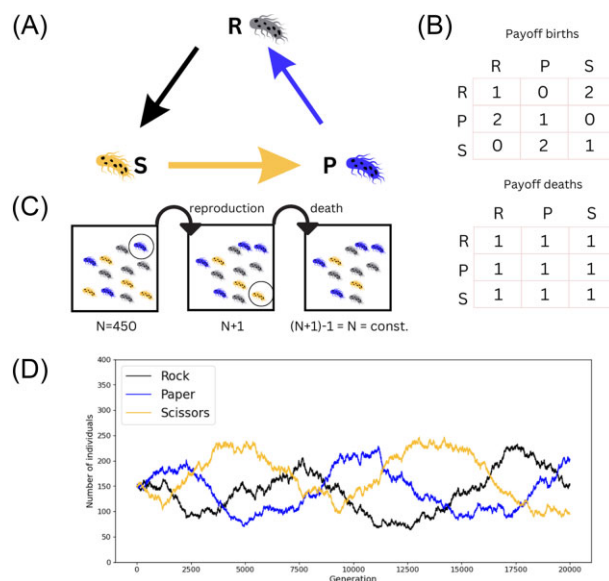 (A)
R
S
P
(B)
Payoff births
R P S
R 1 0 2
P 2 1 0
S 0 2 1
Payoff deaths
R P S
R 1 1 1
P 1 1 1
S 1 1 1
(C)
reproduction
death
N=450
N+1
(N+1)-1 = N = const.
(D)
Rock
Paper
Scissors
Number of individuals
400
350
300
250
200
150
100
50
0
0 2500 5000 7500 10000 12500 15000 17500 20000
Generation